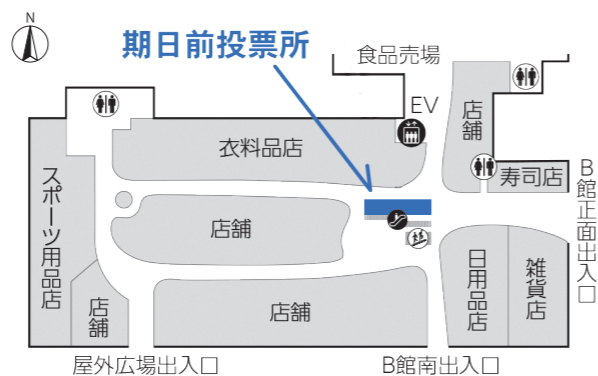 N
期日前投票所
食品売場
EV
店舗
衣料品店
寿司店
B館正面出入口
スポーツ用品店
店舗
日用品店
雑貨店
店舗
店舗
屋外広場出入口
B館南出入口